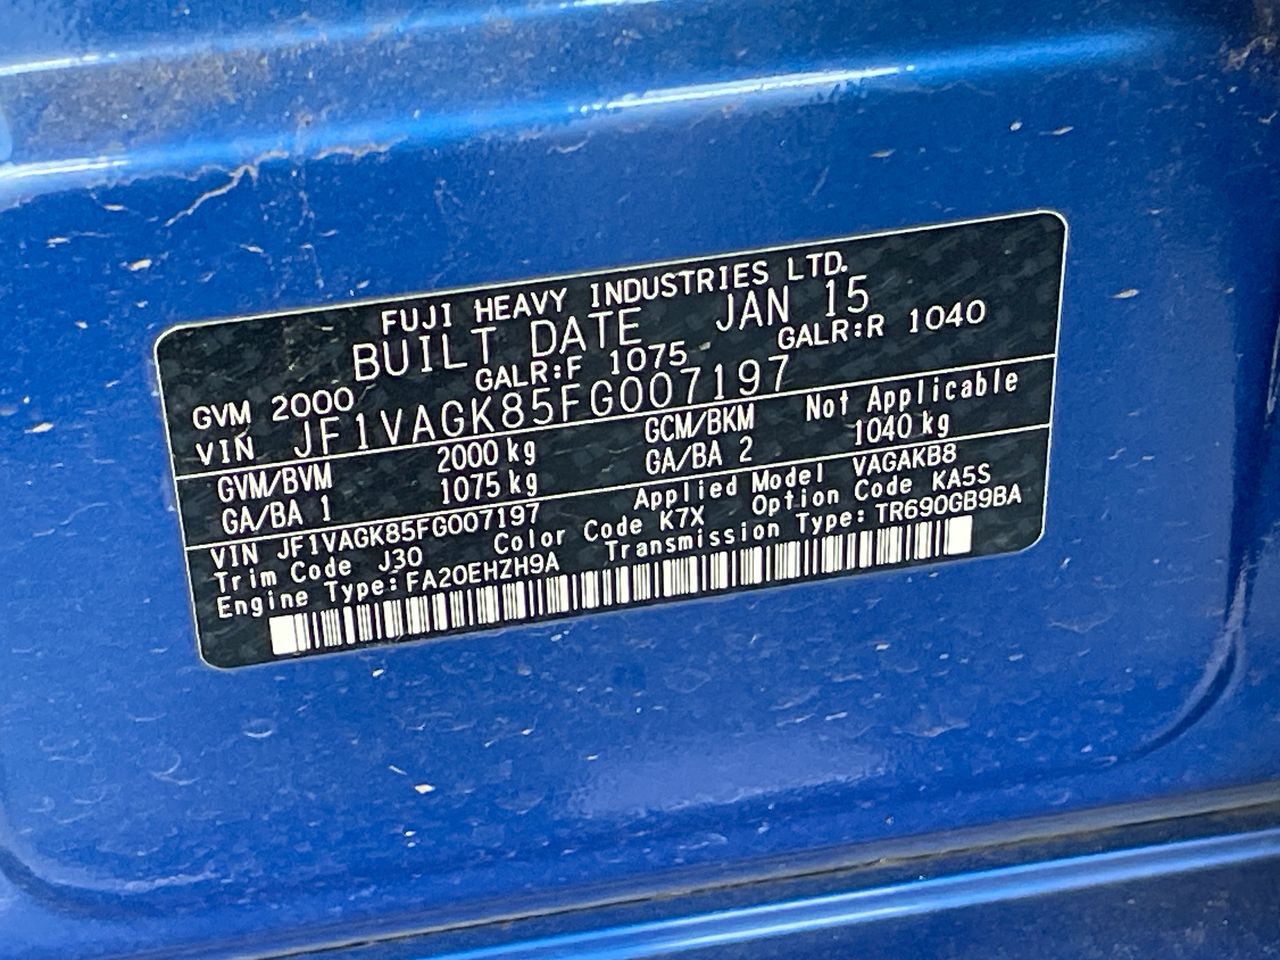 FUJI HEAVY INDUSTRIES LTD.
BUILT DATE JAN 15
GVM 2000 GALR:F 1075 GALR:R 1040
VIN JF1VAGK85FG007197
GVM/BVM 2000 kg GCM/BKM Not Applicable
GA/BA 1 1075 kg GA/BA 2 1040 kg
VIN JF1VAGK85FG007197 Applied Model VAGAKB8
Trim Code J30 Color Code K7X Option Code KA5S
Engine Type:FA20EHZH9A Transmission Type:TR690GB9BA